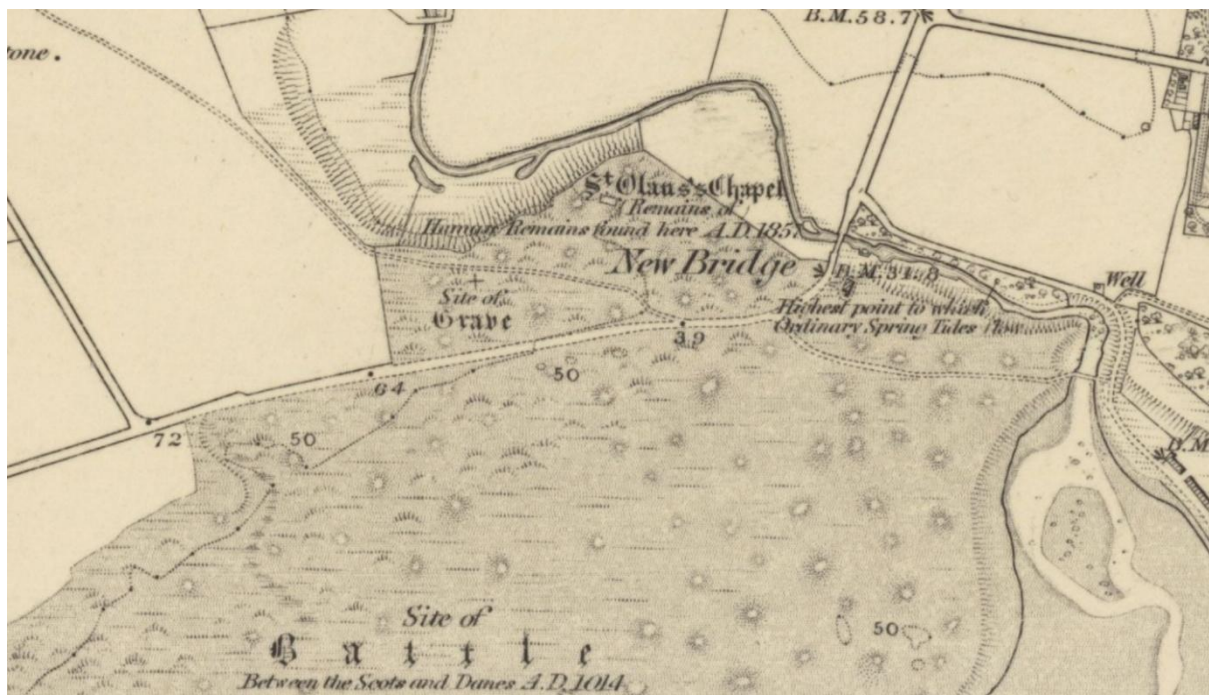 B.M. 58.7
tone.
St. Olaus's Chapel
(Remains of
Human Remains found here A.D. 1857
New Bridge
B.M. 31.8
Well
Site of
Grave
Highest point to which
Ordinary Spring Tides flow
39
50
64
72
50
B.M
50
Site of
Battle
Between the Scots and Danes A.D. 1014